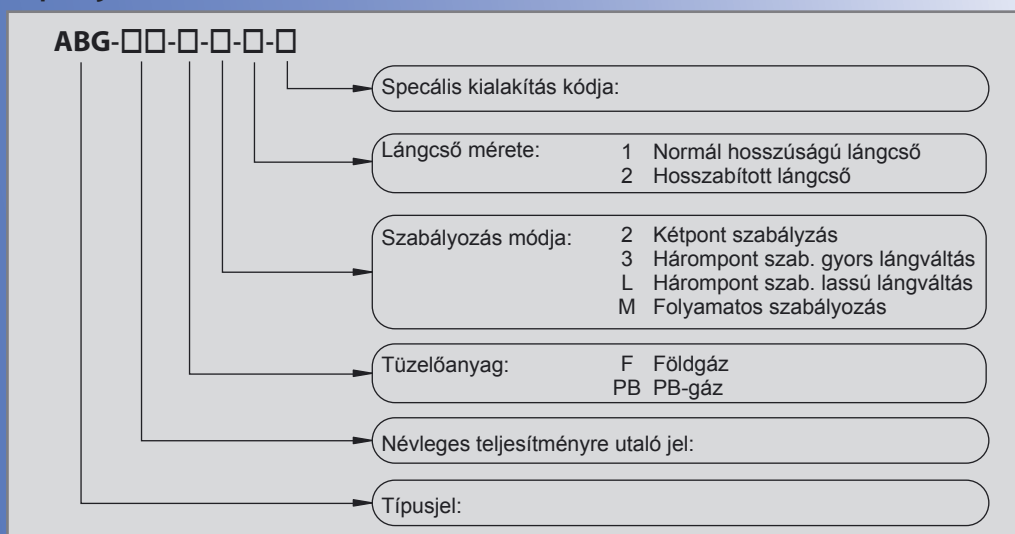 ABG-□□-□-□-□-□
Specális kialakítás kódja:
Lángcső mérete: 1 Normál hosszúságú lángcső
2 Hosszabított lángcső
Szabályozás módja: 2 Kétpont szabályzás
3 Hárompont szab. gyors lángváltás
L Hárompont szab. lassú lángváltás
M Folyamatos szabályozás
Tüzelőanyag: F Földgáz
PB PB-gáz
Névleges teljesítményre utaló jel:
Típusjel: